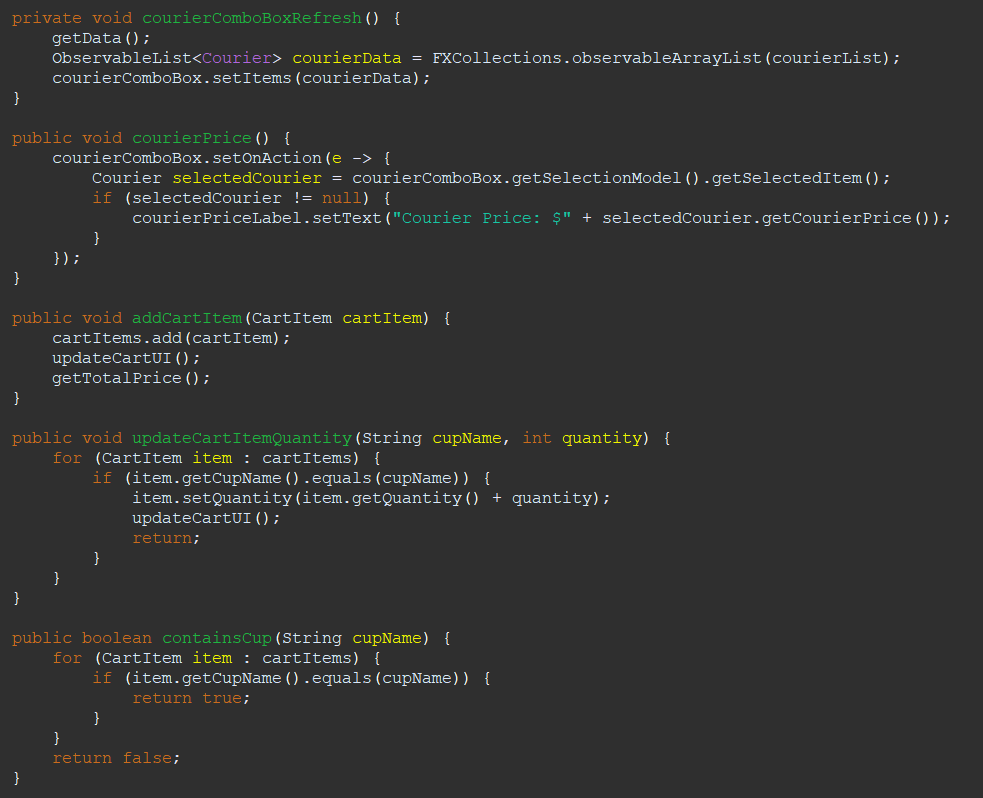 private void courierComboBoxRefresh() {
    getData();
    ObservableList<Courier> courierData = FXCollections.observableArrayList(courierList);
    courierComboBox.setItems(courierData);
}

public void courierPrice() {
    courierComboBox.setOnAction(e -> {
        Courier selectedCourier = courierComboBox.getSelectionModel().getSelectedItem();
        if (selectedCourier != null) {
            courierPriceLabel.setText("Courier Price: $" + selectedCourier.getCourierPrice());
        }
    });
}

public void addCartItem(CartItem cartItem) {
    cartItems.add(cartItem);
    updateCartUI();
    getTotalPrice();
}

public void updateCartItemQuantity(String cupName, int quantity) {
    for (CartItem item : cartItems) {
        if (item.getCupName().equals(cupName)) {
            item.setQuantity(item.getQuantity() + quantity);
            updateCartUI();
            return;
        }
    }
}

public boolean containsCup(String cupName) {
    for (CartItem item : cartItems) {
        if (item.getCupName().equals(cupName)) {
            return true;
        }
    }
    return false;
}